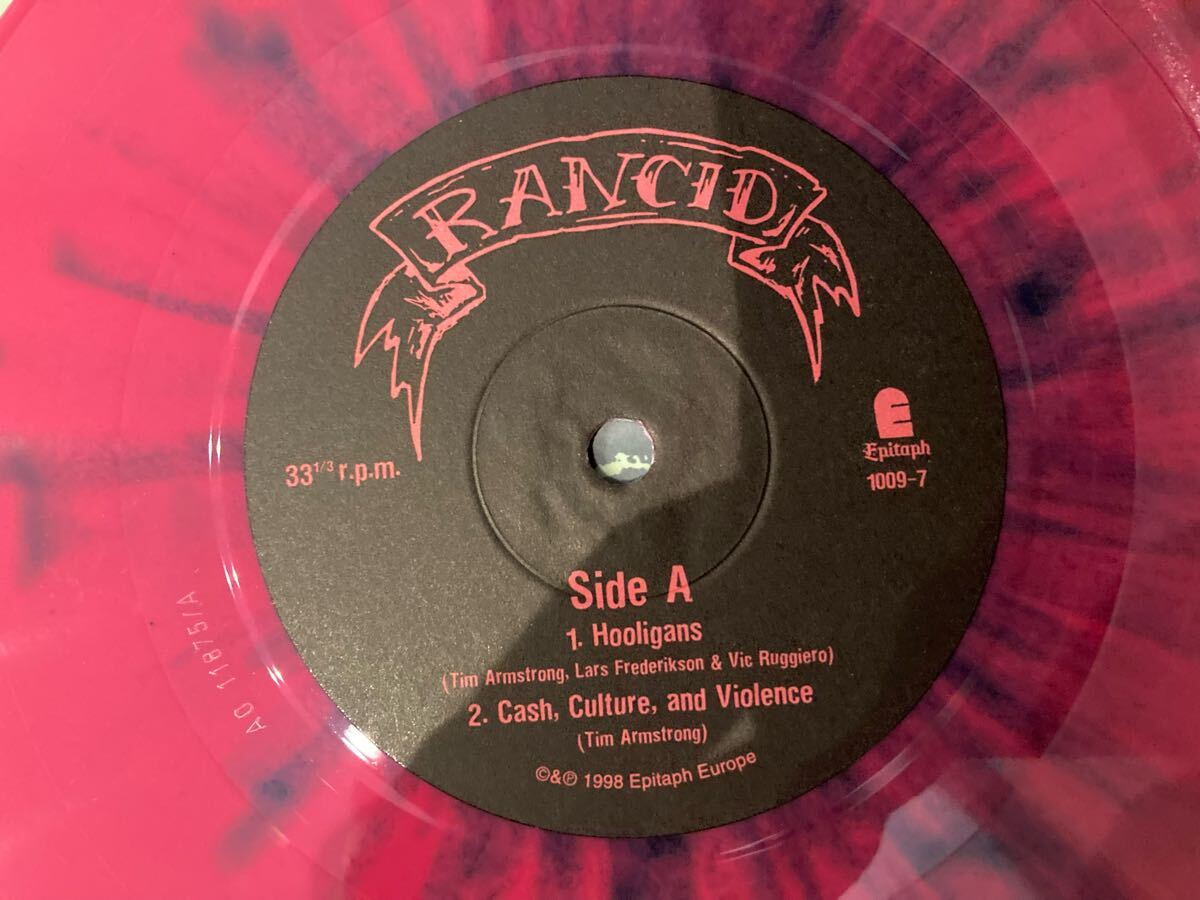 RANCID
33 1/3 r.p.m.
E
Epitaph
1009-7
Side A
1. Hooligans
(Tim Armstrong, Lars Frederikson & Vic Ruggiero)
2. Cash, Culture, and Violence
(Tim Armstrong)
©&℗ 1998 Epitaph Europe
AO 11875/A